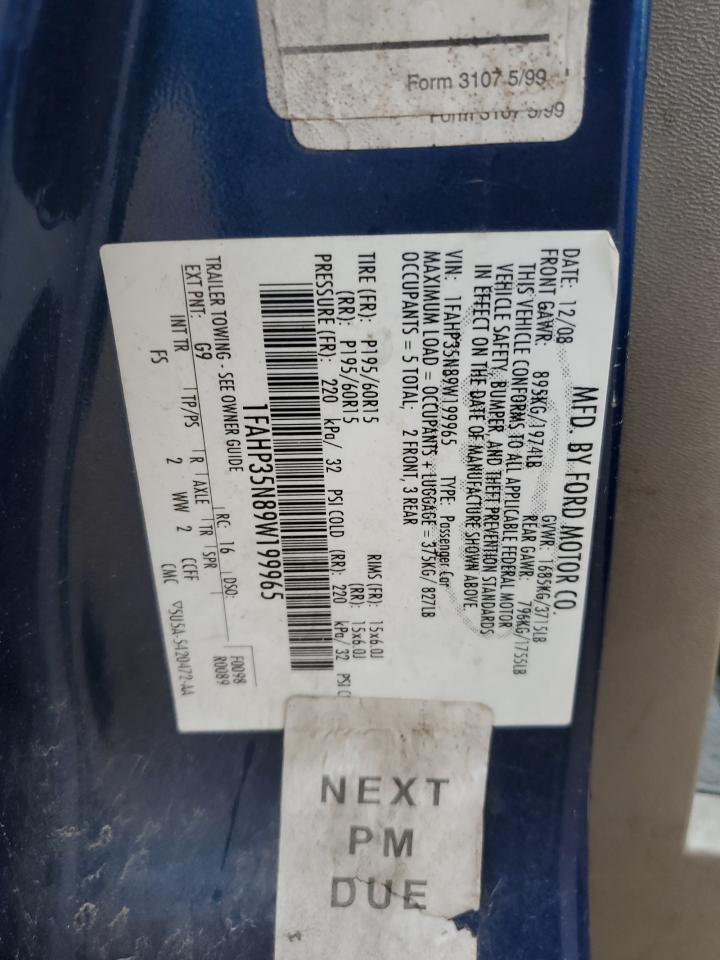 Form 3107 5/99
Form 3107 5/99
MFD. BY FORD MOTOR CO.
DATE: 12/08 GVWR: 1685KG/3715LB
FRONT GAWR: 895KG/1974LB REAR GAWR: 796KG/1755LB
THIS VEHICLE CONFORMS TO ALL APPLICABLE FEDERAL MOTOR
VEHICLE SAFETY, BUMPER, AND THEFT PREVENTION STANDARDS
IN EFFECT ON THE DATE OF MANUFACTURE SHOWN ABOVE.
VIN: 1FAHP35N89W199965 TYPE: Passenger Car
MAXIMUM LOAD = OCCUPANTS + LUGGAGE = 375KG/827LB
OCCUPANTS = 5 TOTAL; 2 FRONT, 3 REAR
TIRE (FR): P195/60R15 RIMS (FR): 15x6.0J
(RR): P195/60R15 (RR): 15x6.0J
PRESSURE (FR): 220 kPa/ 32 PSI COLD (RR): 220 kPa/ 32 PSI C
1FAHP35N89W199965
TRAILER TOWING - SEE OWNER GUIDE
F0098
R0089
EXT PNT: G9 RC: 16 DSO:
INT TR TP/PS R AXLE TR SPR
FS 2 WW 2 CCFF
CMC 5U5A-5420472-AA
NEXT
PM
DUE